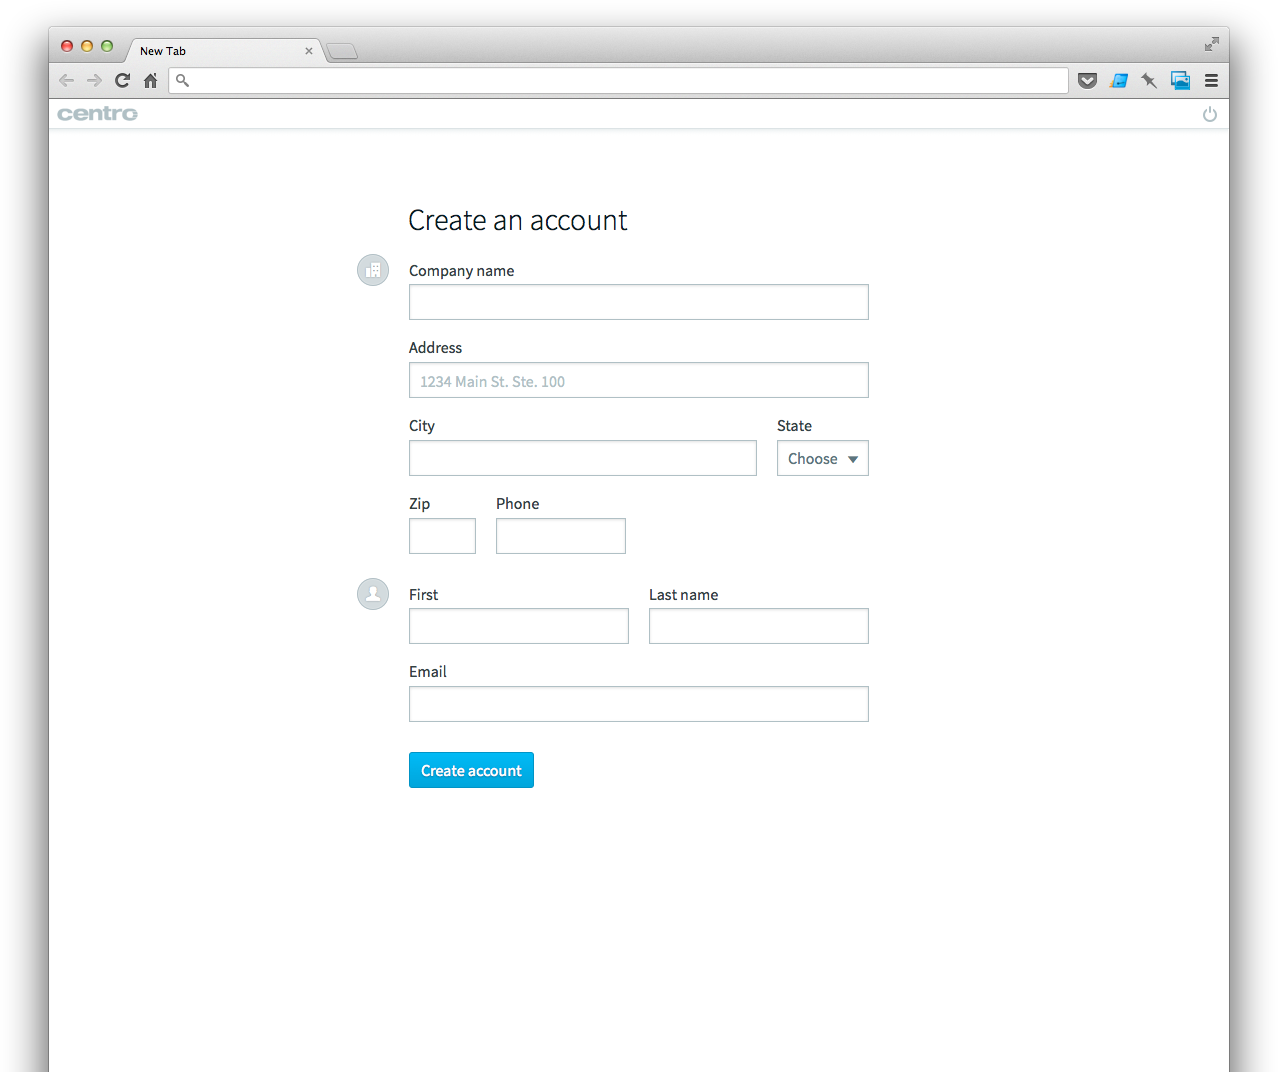 New Tab
centro
Create an account
Company name
Address
1234 Main St. Ste. 100
City State
Choose
Zip Phone
First Last name
Email
Create account